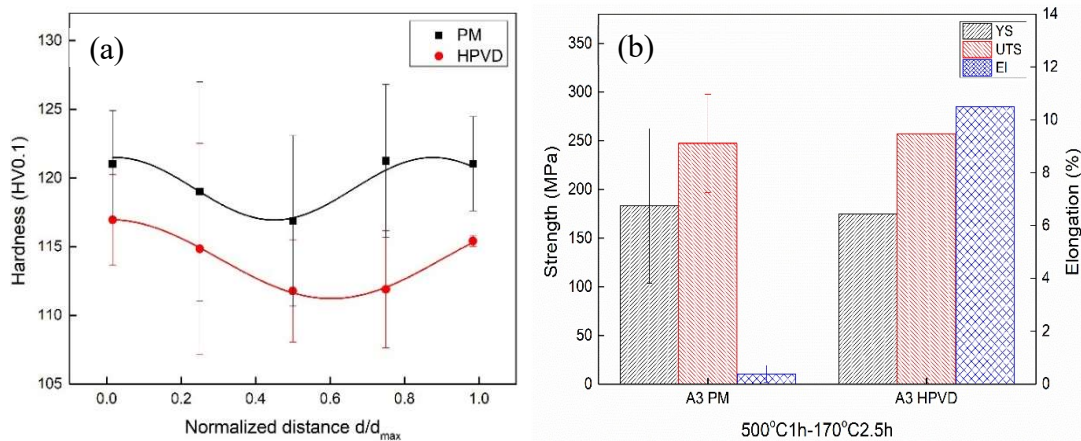 (a)
PM
HPVD
130
125
120
115
110
105
Hardness (HV0.1)
0.0 0.2 0.4 0.6 0.8 1.0
Normalized distance d/dmax
(b)
YS
UTS
EI
350
300
250
200
150
100
50
0
Strength (MPa)
14
12
10
8
6
4
2
0
Elongation (%)
A3 PM A3 HPVD
500°C1h-170°C2.5h